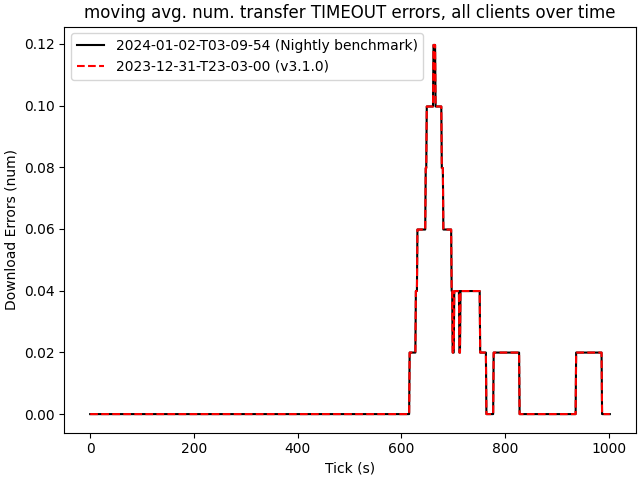 moving avg. num. transfer TIMEOUT errors, all clients over time
2024-01-02-T03-09-54 (Nightly benchmark)
2023-12-31-T23-03-00 (v3.1.0)
Download Errors (num)
0.12
0.10
0.08
0.06
0.04
0.02
0.00
0 200 400 600 800 1000
Tick (s)